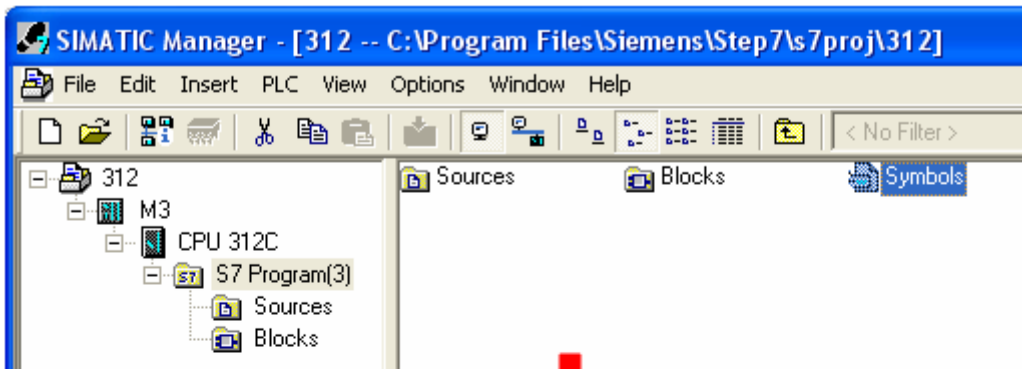 SIMATIC Manager - [312 -- C:\Program Files\Siemens\Step7\s7proj\312]
File Edit Insert PLC View Options Window Help
< No Filter >
312
M3
CPU 312C
S7 Program(3)
Sources
Blocks
Sources Blocks Symbols